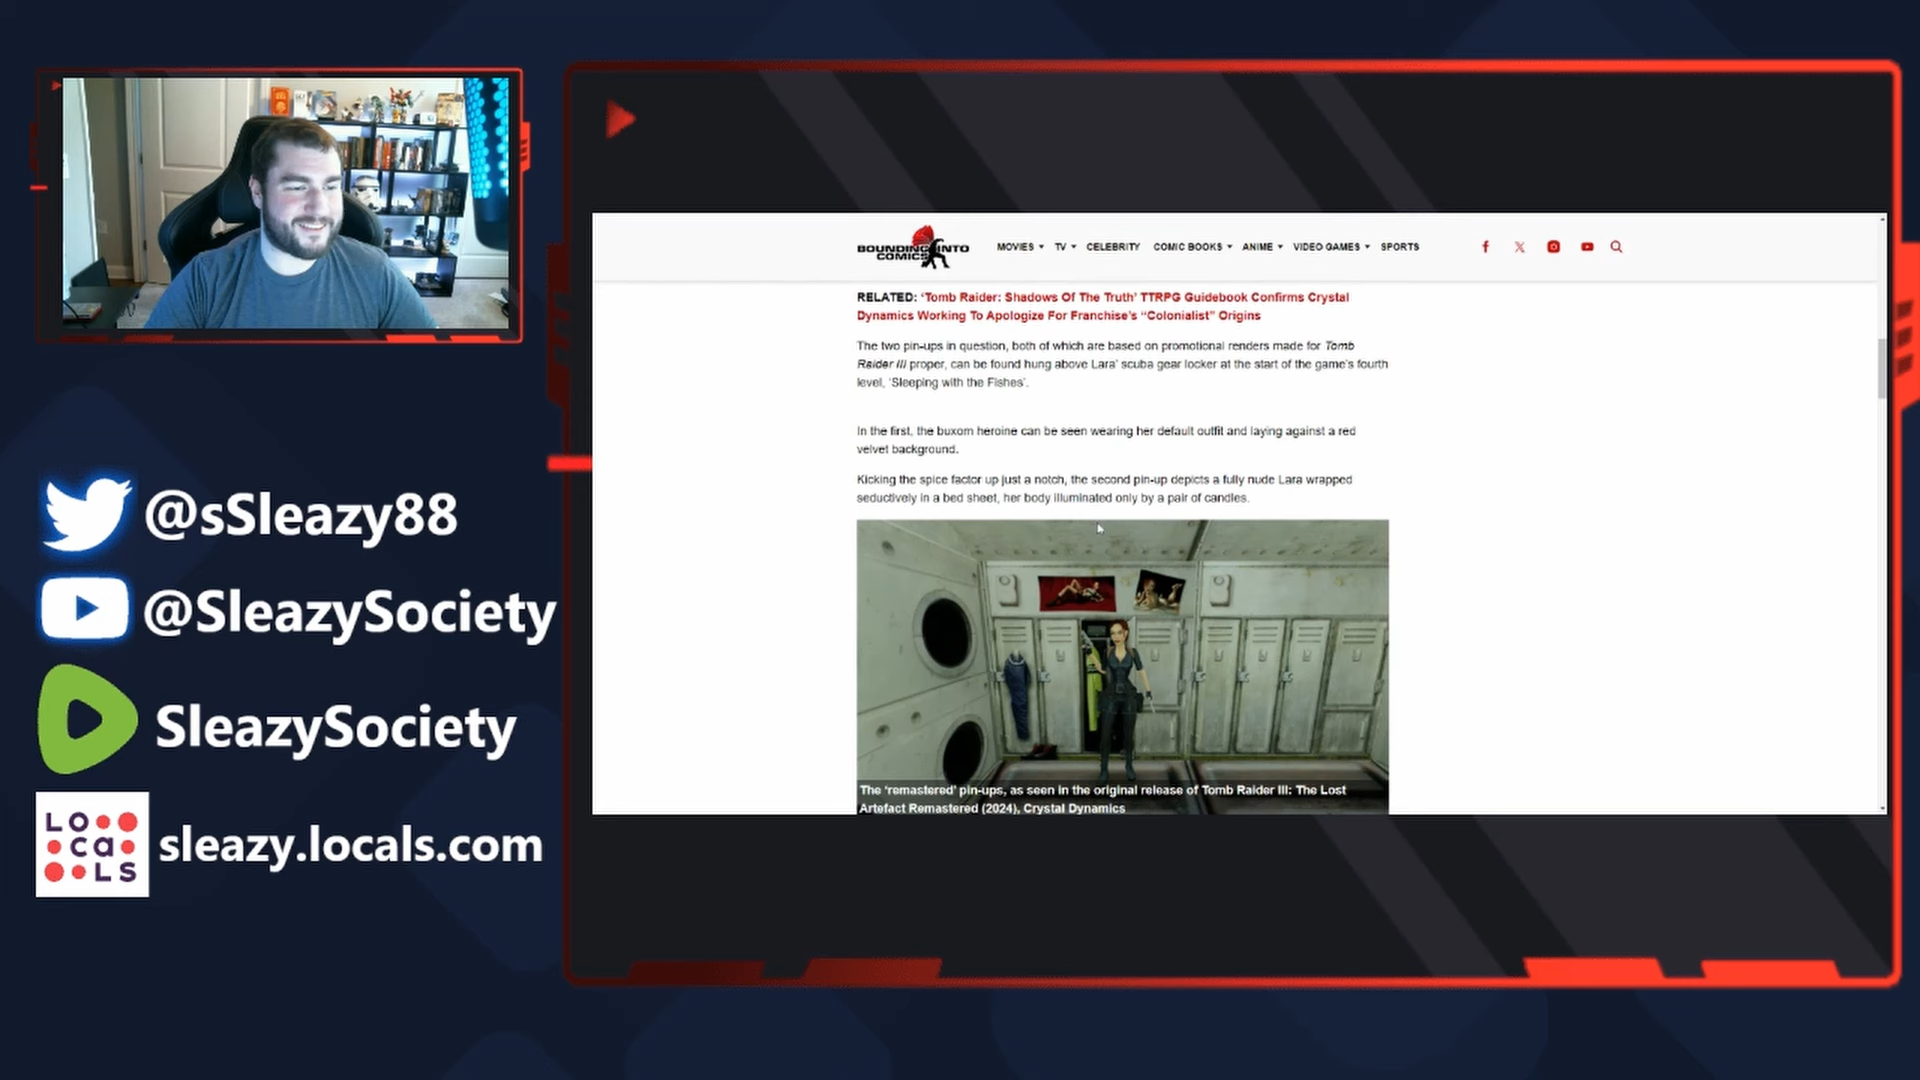 BOUNDING INTO
COMICS
MOVIES TV CELEBRITY COMIC BOOKS ANIME VIDEO GAMES SPORTS
RELATED: ‘Tomb Raider: Shadows Of The Truth’ TTRPG Guidebook Confirms Crystal
Dynamics Working To Apologize For Franchise’s “Colonialist” Origins
The two pin-ups in question, both of which are based on promotional renders made for Tomb
Raider III proper, can be found hung above Lara’ scuba gear locker at the start of the game’s fourth
level, ‘Sleeping with the Fishes’.
In the first, the buxom heroine can be seen wearing her default outfit and laying against a red
velvet background.
Kicking the spice factor up just a notch, the second pin-up depicts a fully nude Lara wrapped
seductively in a bed sheet, her body illuminated only by a pair of candles.
The ‘remastered’ pin-ups, as seen in the original release of Tomb Raider III: The Lost
Artefact Remastered (2024), Crystal Dynamics
@sSleazy88
@SleazySociety
SleazySociety
LOCALS
sleazy.locals.com